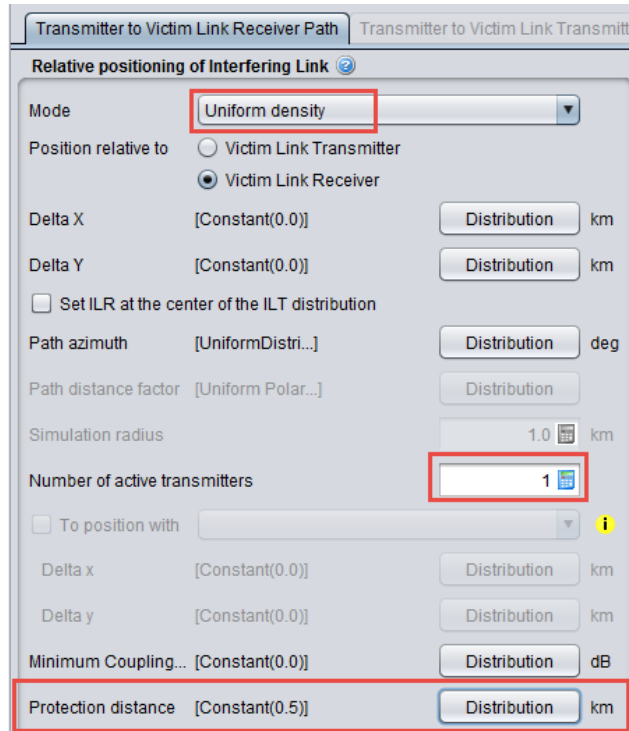 Transmitter to Victim Link Receiver Path
Transmitter to Victim Link Transmitt
Relative positioning of Interfering Link
Mode Uniform density
Position relative to Victim Link Transmitter
Victim Link Receiver
Delta X [Constant(0.0)] Distribution km
Delta Y [Constant(0.0)] Distribution km
Set ILR at the center of the ILT distribution
Path azimuth [UniformDistri...] Distribution deg
Path distance factor [Uniform Polar...] Distribution
Simulation radius 1.0 km
Number of active transmitters 1
To position with
Delta x [Constant(0.0)] Distribution km
Delta y [Constant(0.0)] Distribution km
Minimum Coupling... [Constant(0.0)] Distribution dB
Protection distance [Constant(0.5)] Distribution km